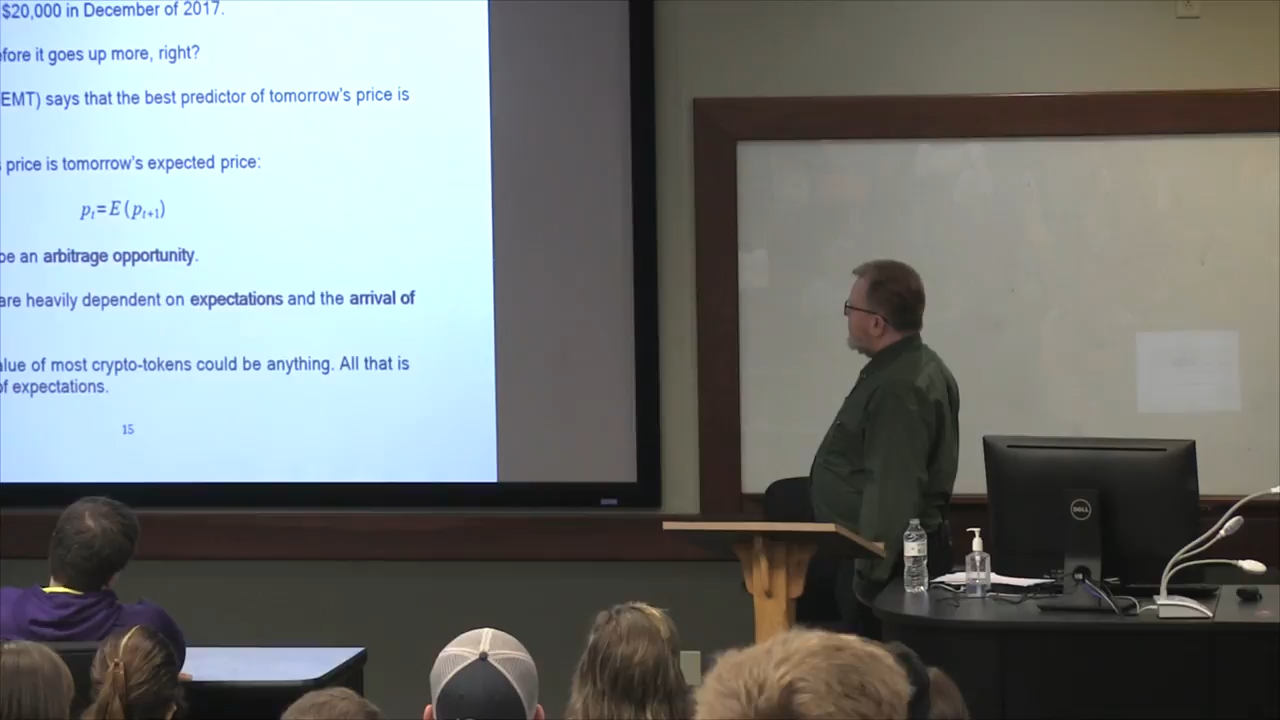 $20,000 in December of 2017.
efore it goes up more, right?
EMT) says that the best predictor of tomorrow's price is
s price is tomorrow's expected price:
pₜ=E(pₜ₊₁)
be an arbitrage opportunity.
are heavily dependent on expectations and the arrival of
alue of most crypto-tokens could be anything. All that is
of expectations.
15
DELL